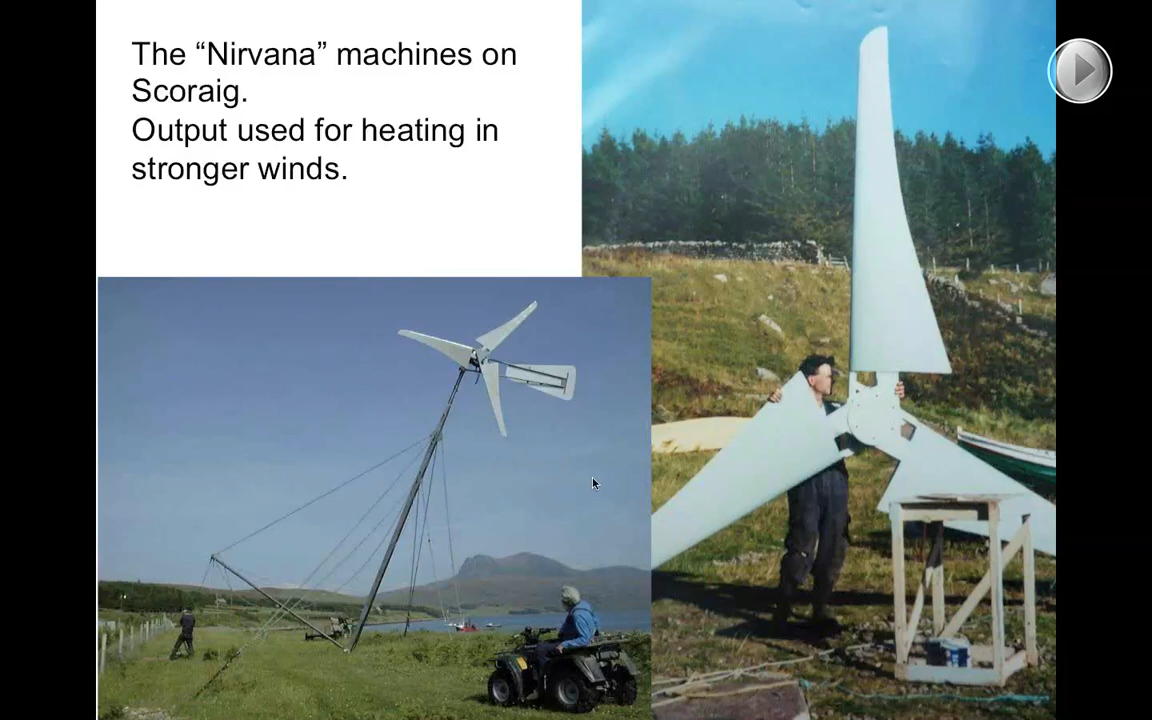 The “Nirvana” machines on
Scoraig.
Output used for heating in
stronger winds.